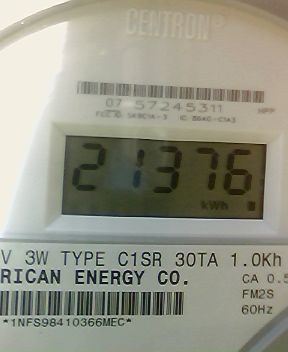 CENTRON®
07 57245311
21376
kWh
V 3W TYPE C1SR 30TA 1.0Kh
RICAN ENERGY CO.
CA 0.5
FM2S
60Hz
*1NFS98410366MEC*